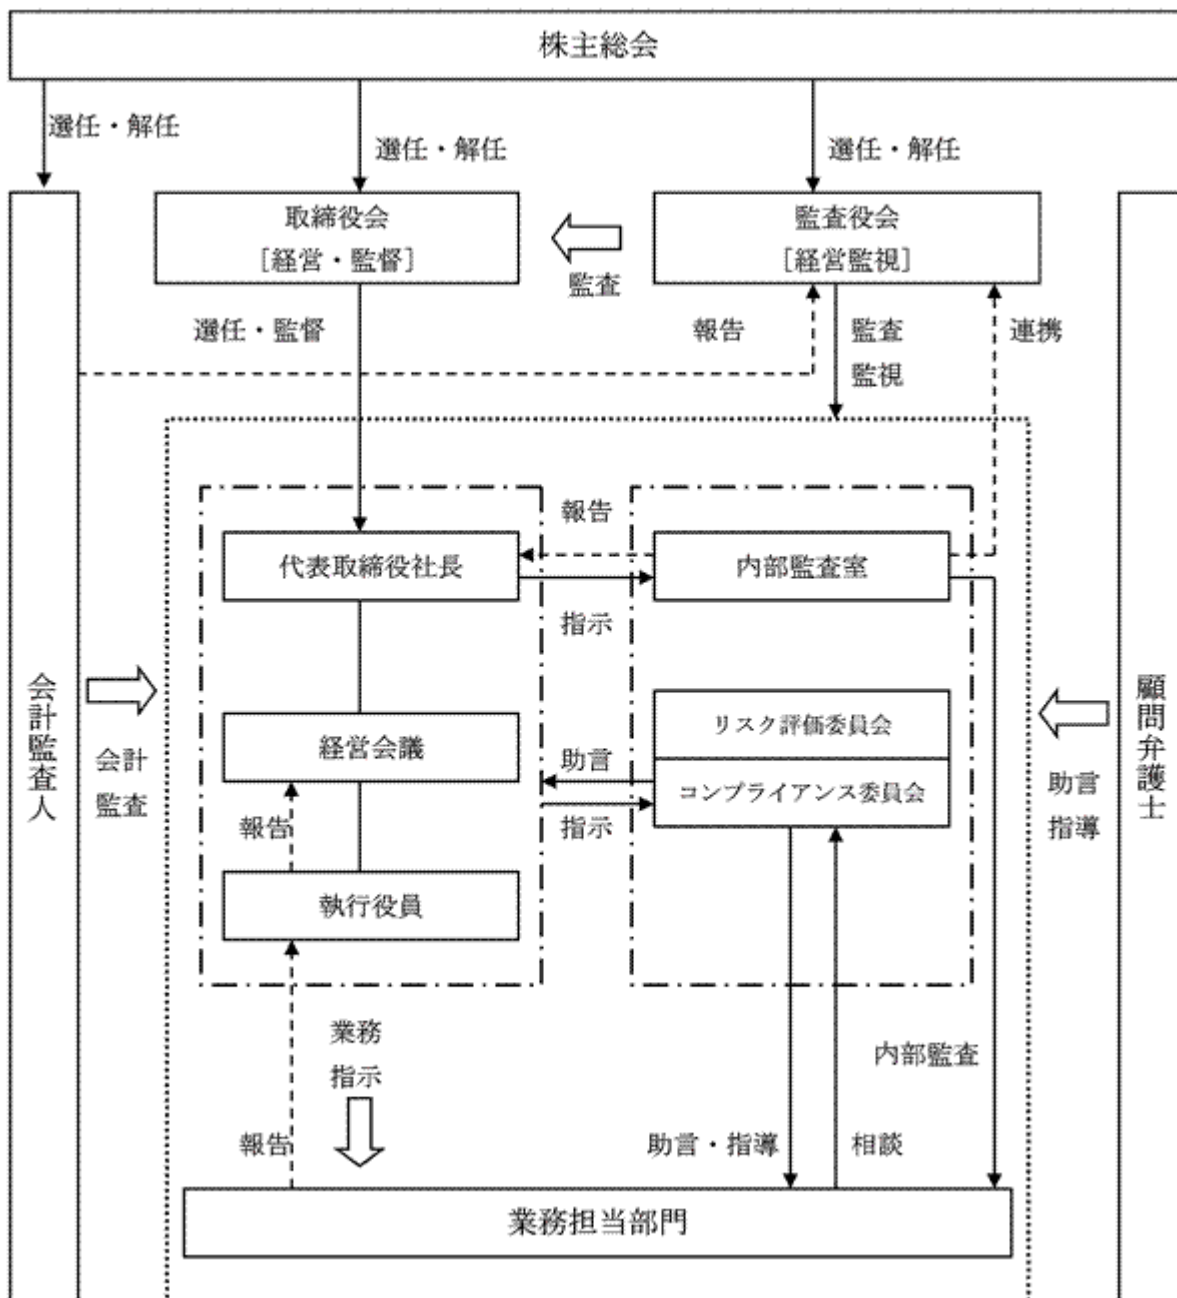 株主総会
選任・解任
選任・解任
選任・解任
取締役会
［経営・監督］
監査
監査役会
［経営監視］
選任・監督
報告
監査
監視
連携
報告
代表取締役社長
内部監査室
指示
会計監査人
会計
監査
経営会議
助言
指示
リスク評価委員会
コンプライアンス委員会
顧問弁護士
助言
指導
報告
執行役員
業務
指示
内部監査
報告
助言・指導
相談
業務担当部門